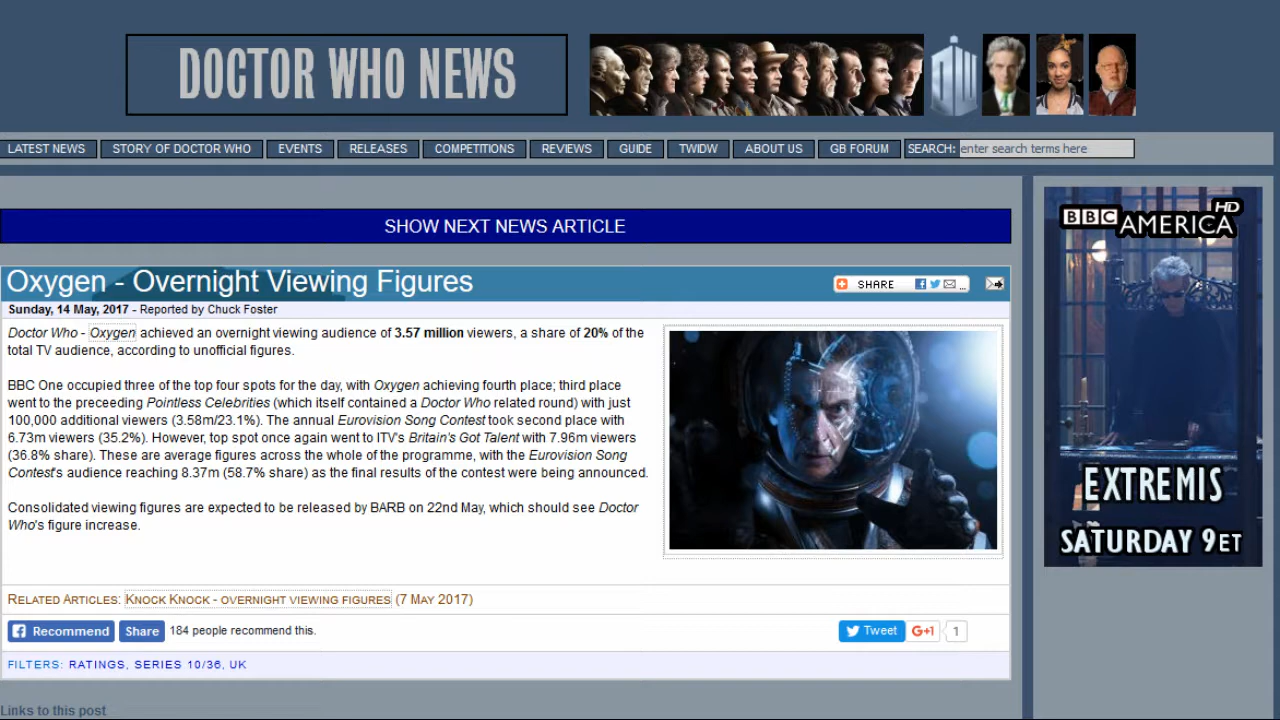 DOCTOR WHO NEWS
DW
LATEST NEWS
STORY OF DOCTOR WHO
EVENTS
RELEASES
COMPETITIONS
REVIEWS
GUIDE
TWIDW
ABOUT US
GB FORUM
SEARCH: enter search terms here
SHOW NEXT NEWS ARTICLE
Oxygen - Overnight Viewing Figures
SHARE ...
Sunday, 14 May, 2017 - Reported by Chuck Foster
Doctor Who - Oxygen achieved an overnight viewing audience of 3.57 million viewers, a share of 20% of the
total TV audience, according to unofficial figures.
BBC One occupied three of the top four spots for the day, with Oxygen achieving fourth place; third place
went to the preceeding Pointless Celebrities (which itself contained a Doctor Who related round) with just
100,000 additional viewers (3.58m/23.1%). The annual Eurovision Song Contest took second place with
6.73m viewers (35.2%). However, top spot once again went to ITV's Britain's Got Talent with 7.96m viewers
(36.8% share). These are average figures across the whole of the programme, with the Eurovision Song
Contest's audience reaching 8.37m (58.7% share) as the final results of the contest were being announced.
Consolidated viewing figures are expected to be released by BARB on 22nd May, which should see Doctor
Who's figure increase.
RELATED ARTICLES: KNOCK KNOCK - OVERNIGHT VIEWING FIGURES (7 MAY 2017)
Recommend
Share
184 people recommend this.
Tweet
G+1
1
FILTERS: RATINGS, SERIES 10/36, UK
Links to this post
BBC AMERICA HD
EXTREMIS
SATURDAY 9ET